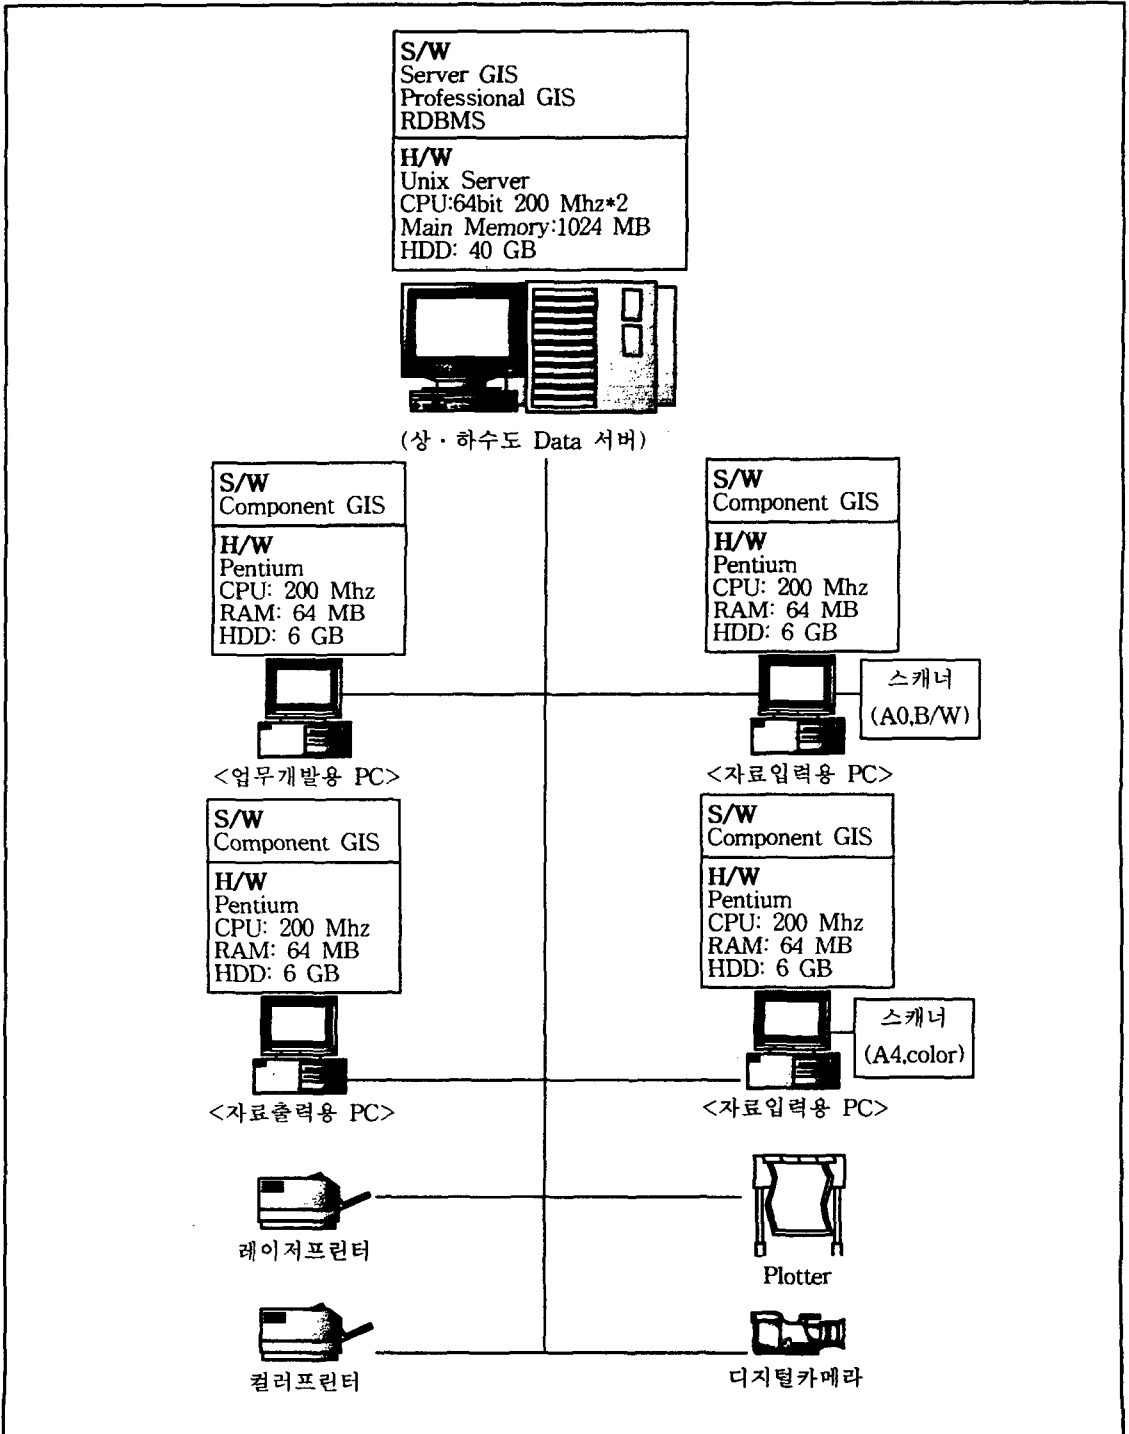 S/W
Server GIS
Professional GIS
RDBMS
H/W
Unix Server
CPU:64bit 200 Mhz*2
Main Memory:1024 MB
HDD: 40 GB
(상·하수도 Data 서버)
S/W
Component GIS
H/W
Pentium
CPU: 200 Mhz
RAM: 64 MB
HDD: 6 GB
<업무개발용 PC>
S/W
Component GIS
H/W
Pentium
CPU: 200 Mhz
RAM: 64 MB
HDD: 6 GB
스캐너
(A0,B/W)
<자료입력용 PC>
S/W
Component GIS
H/W
Pentium
CPU: 200 Mhz
RAM: 64 MB
HDD: 6 GB
<자료출력용 PC>
S/W
Component GIS
H/W
Pentium
CPU: 200 Mhz
RAM: 64 MB
HDD: 6 GB
스캐너
(A4,color)
<자료입력용 PC>
레이저프린터
Plotter
컬러프린터
디지털카메라